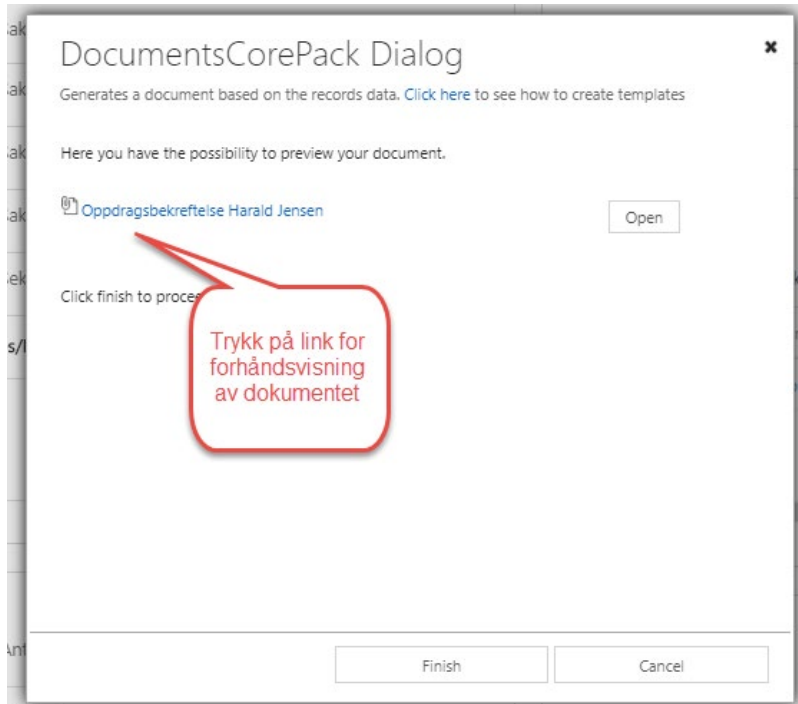 DocumentsCorePack Dialog
Generates a document based on the records data. Click here to see how to create templates
Here you have the possibility to preview your document.
Oppdragsbekreftelse Harald Jensen
Open
Click finish to
Trykk på link for
forhåndsvisning
av dokumentet
Finish
Cancel